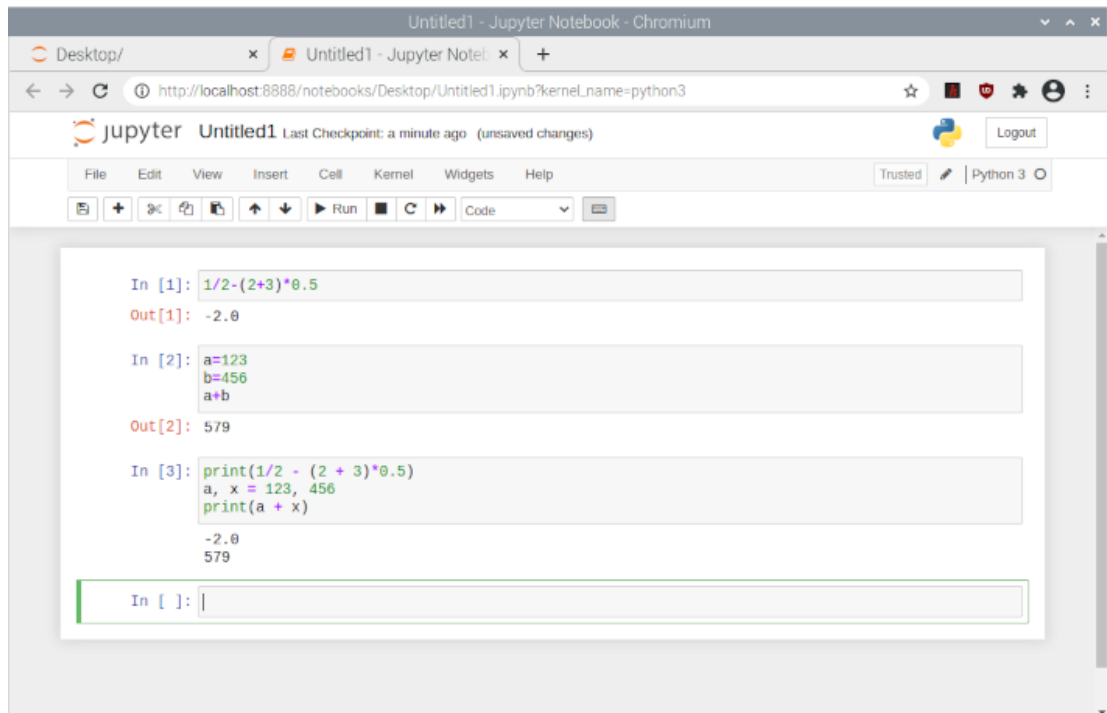 Untitled1 - Jupyter Notebook - Chromium
Desktop/
Untitled1 - Jupyter Noteb
http://localhost:8888/notebooks/Desktop/Untitled1.ipynb?kernel_name=python3
jupyter Untitled1 Last Checkpoint: a minute ago (unsaved changes)
Logout
File Edit View Insert Cell Kernel Widgets Help
Trusted Python 3
Run Code
In [1]: 1/2-(2+3)*0.5
Out[1]: -2.0
In [2]: a=123
b=456
a+b
Out[2]: 579
In [3]: print(1/2 - (2 + 3)*0.5)
a, x = 123, 456
print(a + x)
-2.0
579
In [ ]: